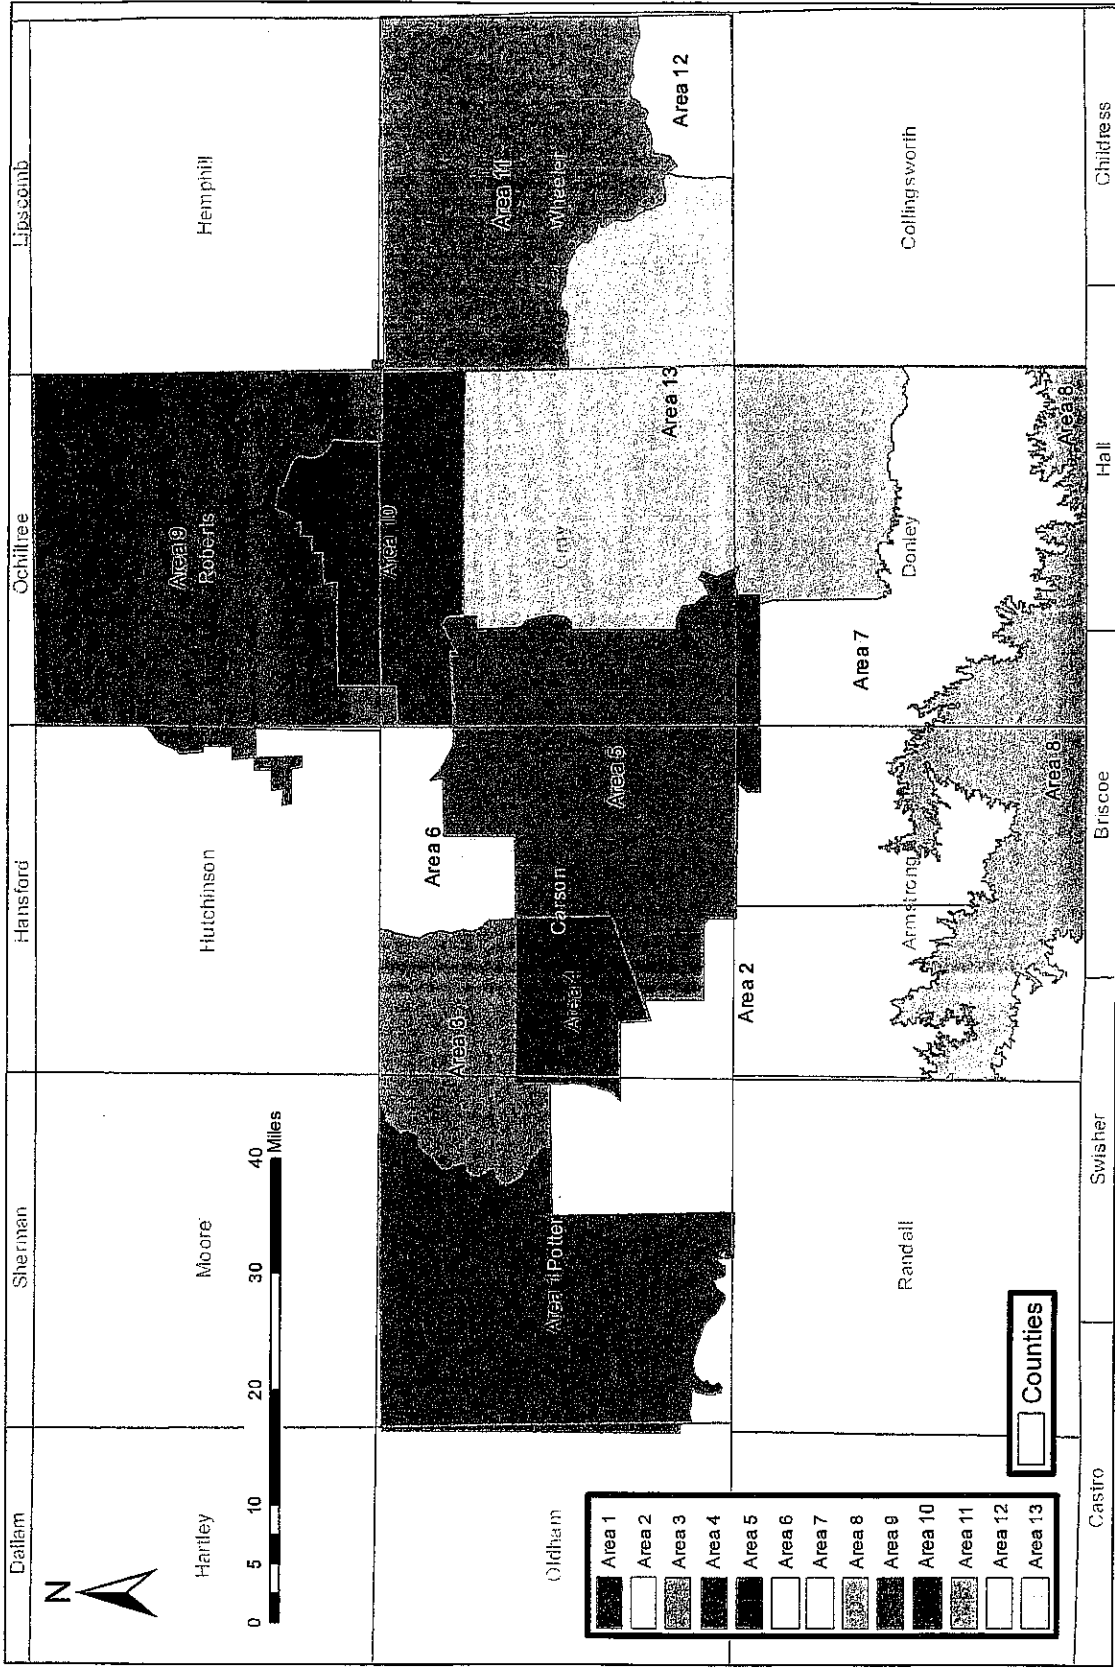 Dallam
Sherman
Hansford
Ochiltree
Lipscomb
N
Hartley
Moore
Hutchinson
Area 9
Roberts
Hemphill
0 5 10 20 30 40
Miles
Oldham
Area 1
Potter
Area 3
Area 4
Carson
Area 6
Area 5
Area 10
Gray
Area 13
Area 11
Wheeler
Area 12
Area 2
Randall
Armstrong
Area 7
Donley
Collingsworth
Area 8
Area 8
Area 1
Area 2
Area 3
Area 4
Area 5
Area 6
Area 7
Area 8
Area 9
Area 10
Area 11
Area 12
Area 13
Counties
Castro
Swisher
Briscoe
Hall
Childress